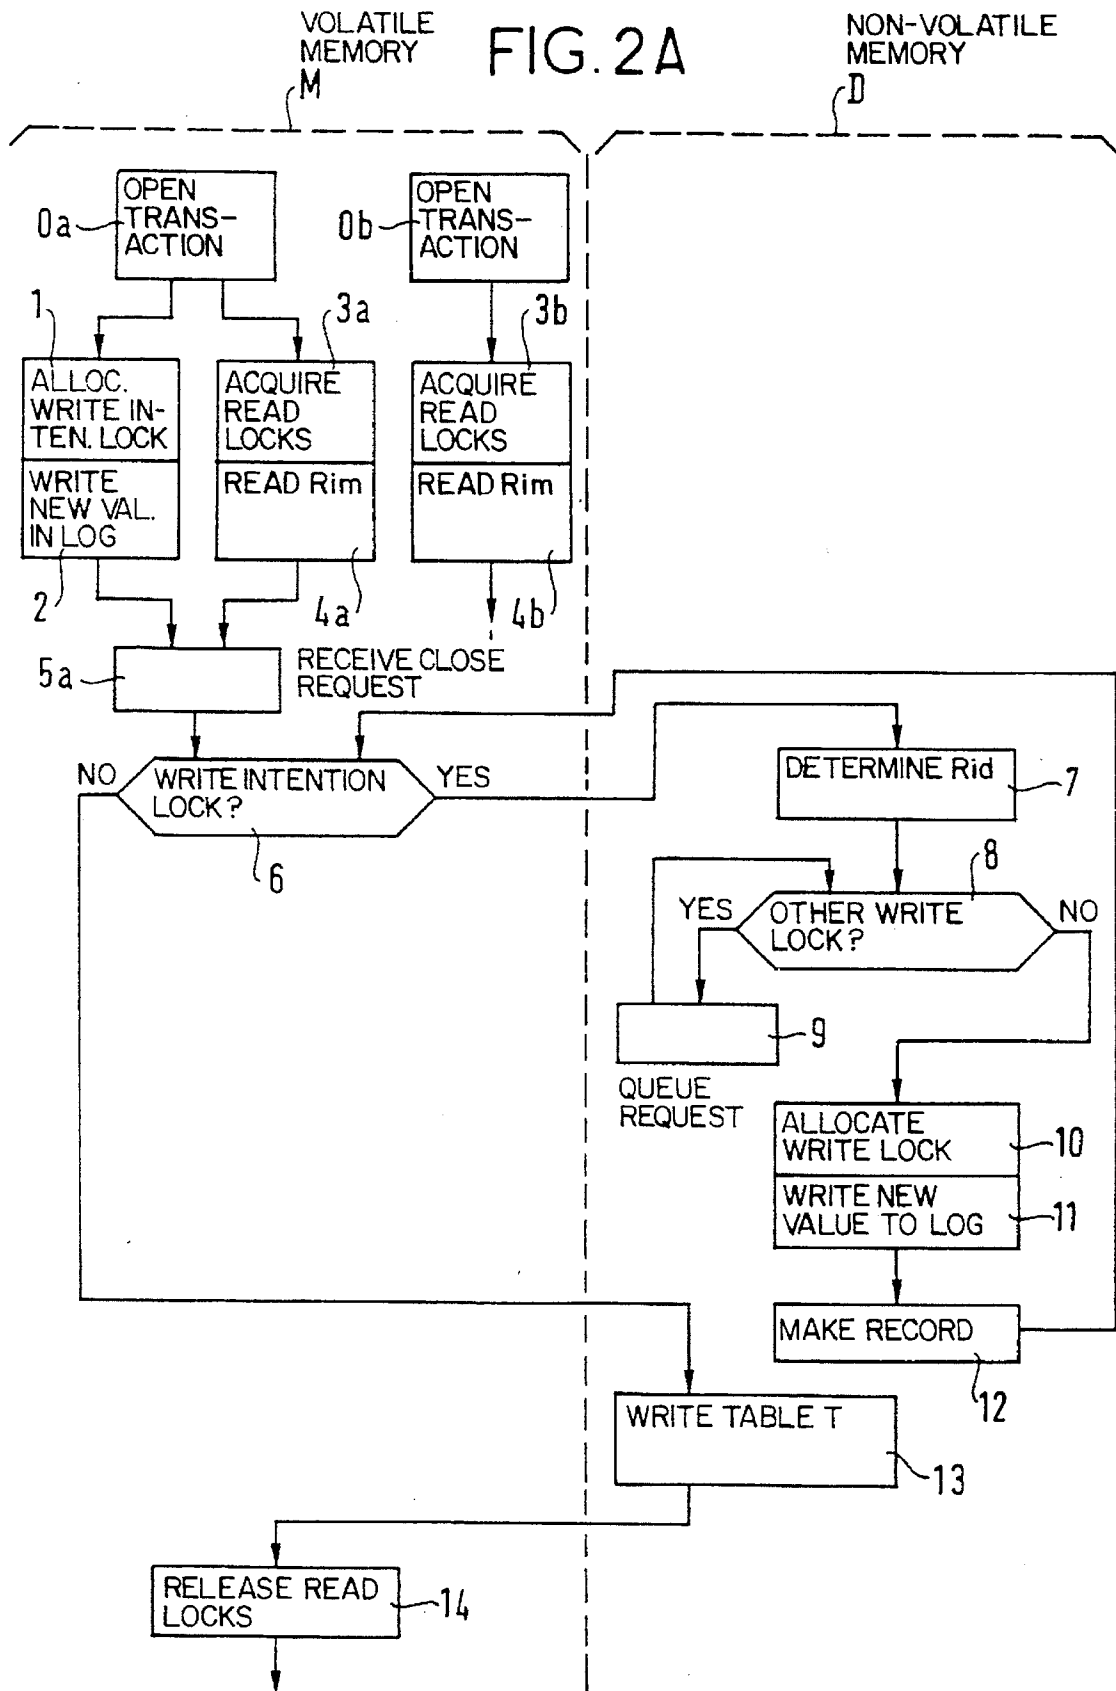 VOLATILE
MEMORY
M
FIG. 2A
NON-VOLATILE
MEMORY
D
0a
OPEN
TRANS-
ACTION
0b
OPEN
TRANS-
ACTION
1
3a
3b
ALLOC.
WRITE IN-
TEN. LOCK
ACQUIRE
READ
LOCKS
ACQUIRE
READ
LOCKS
WRITE
NEW VAL.
IN LOG
READ Rim
READ Rim
2
4a
4b
5a
RECEIVE CLOSE
REQUEST
NO
WRITE INTENTION
LOCK?
YES
6
DETERMINE Rid
7
8
YES
OTHER WRITE
LOCK?
NO
9
QUEUE
REQUEST
ALLOCATE
WRITE LOCK
10
WRITE NEW
VALUE TO LOG
11
MAKE RECORD
12
WRITE TABLE T
13
RELEASE READ
LOCKS
14